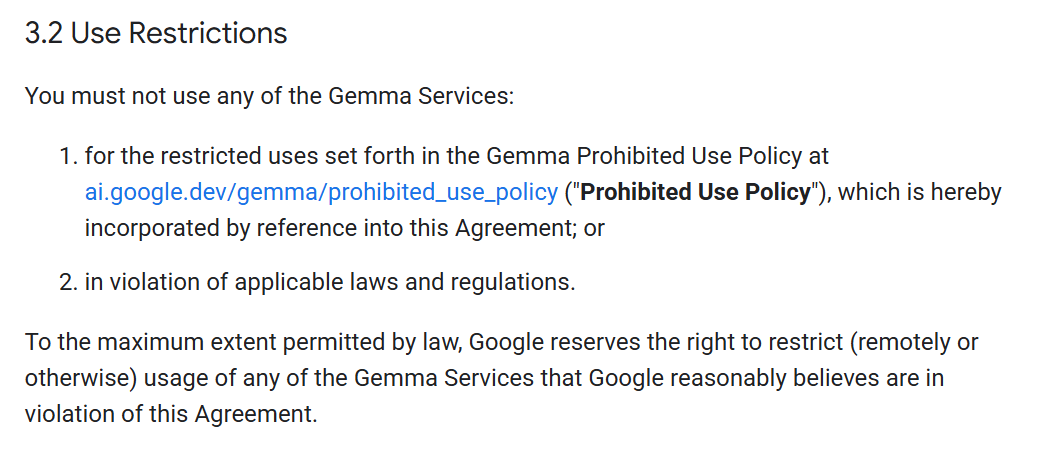 3.2 Use Restrictions
You must not use any of the Gemma Services:
1. for the restricted uses set forth in the Gemma Prohibited Use Policy at
ai.google.dev/gemma/prohibited_use_policy ("Prohibited Use Policy"), which is hereby
incorporated by reference into this Agreement; or
2. in violation of applicable laws and regulations.
To the maximum extent permitted by law, Google reserves the right to restrict (remotely or
otherwise) usage of any of the Gemma Services that Google reasonably believes are in
violation of this Agreement.